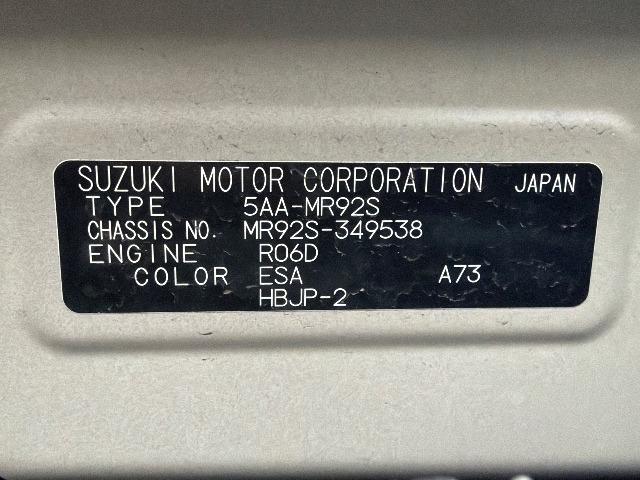 SUZUKI MOTOR CORPORATION JAPAN
TYPE 5AA-MR92S
CHASSIS NO. MR92S-349538
ENGINE R06D
COLOR ESA A73
HBJP-2